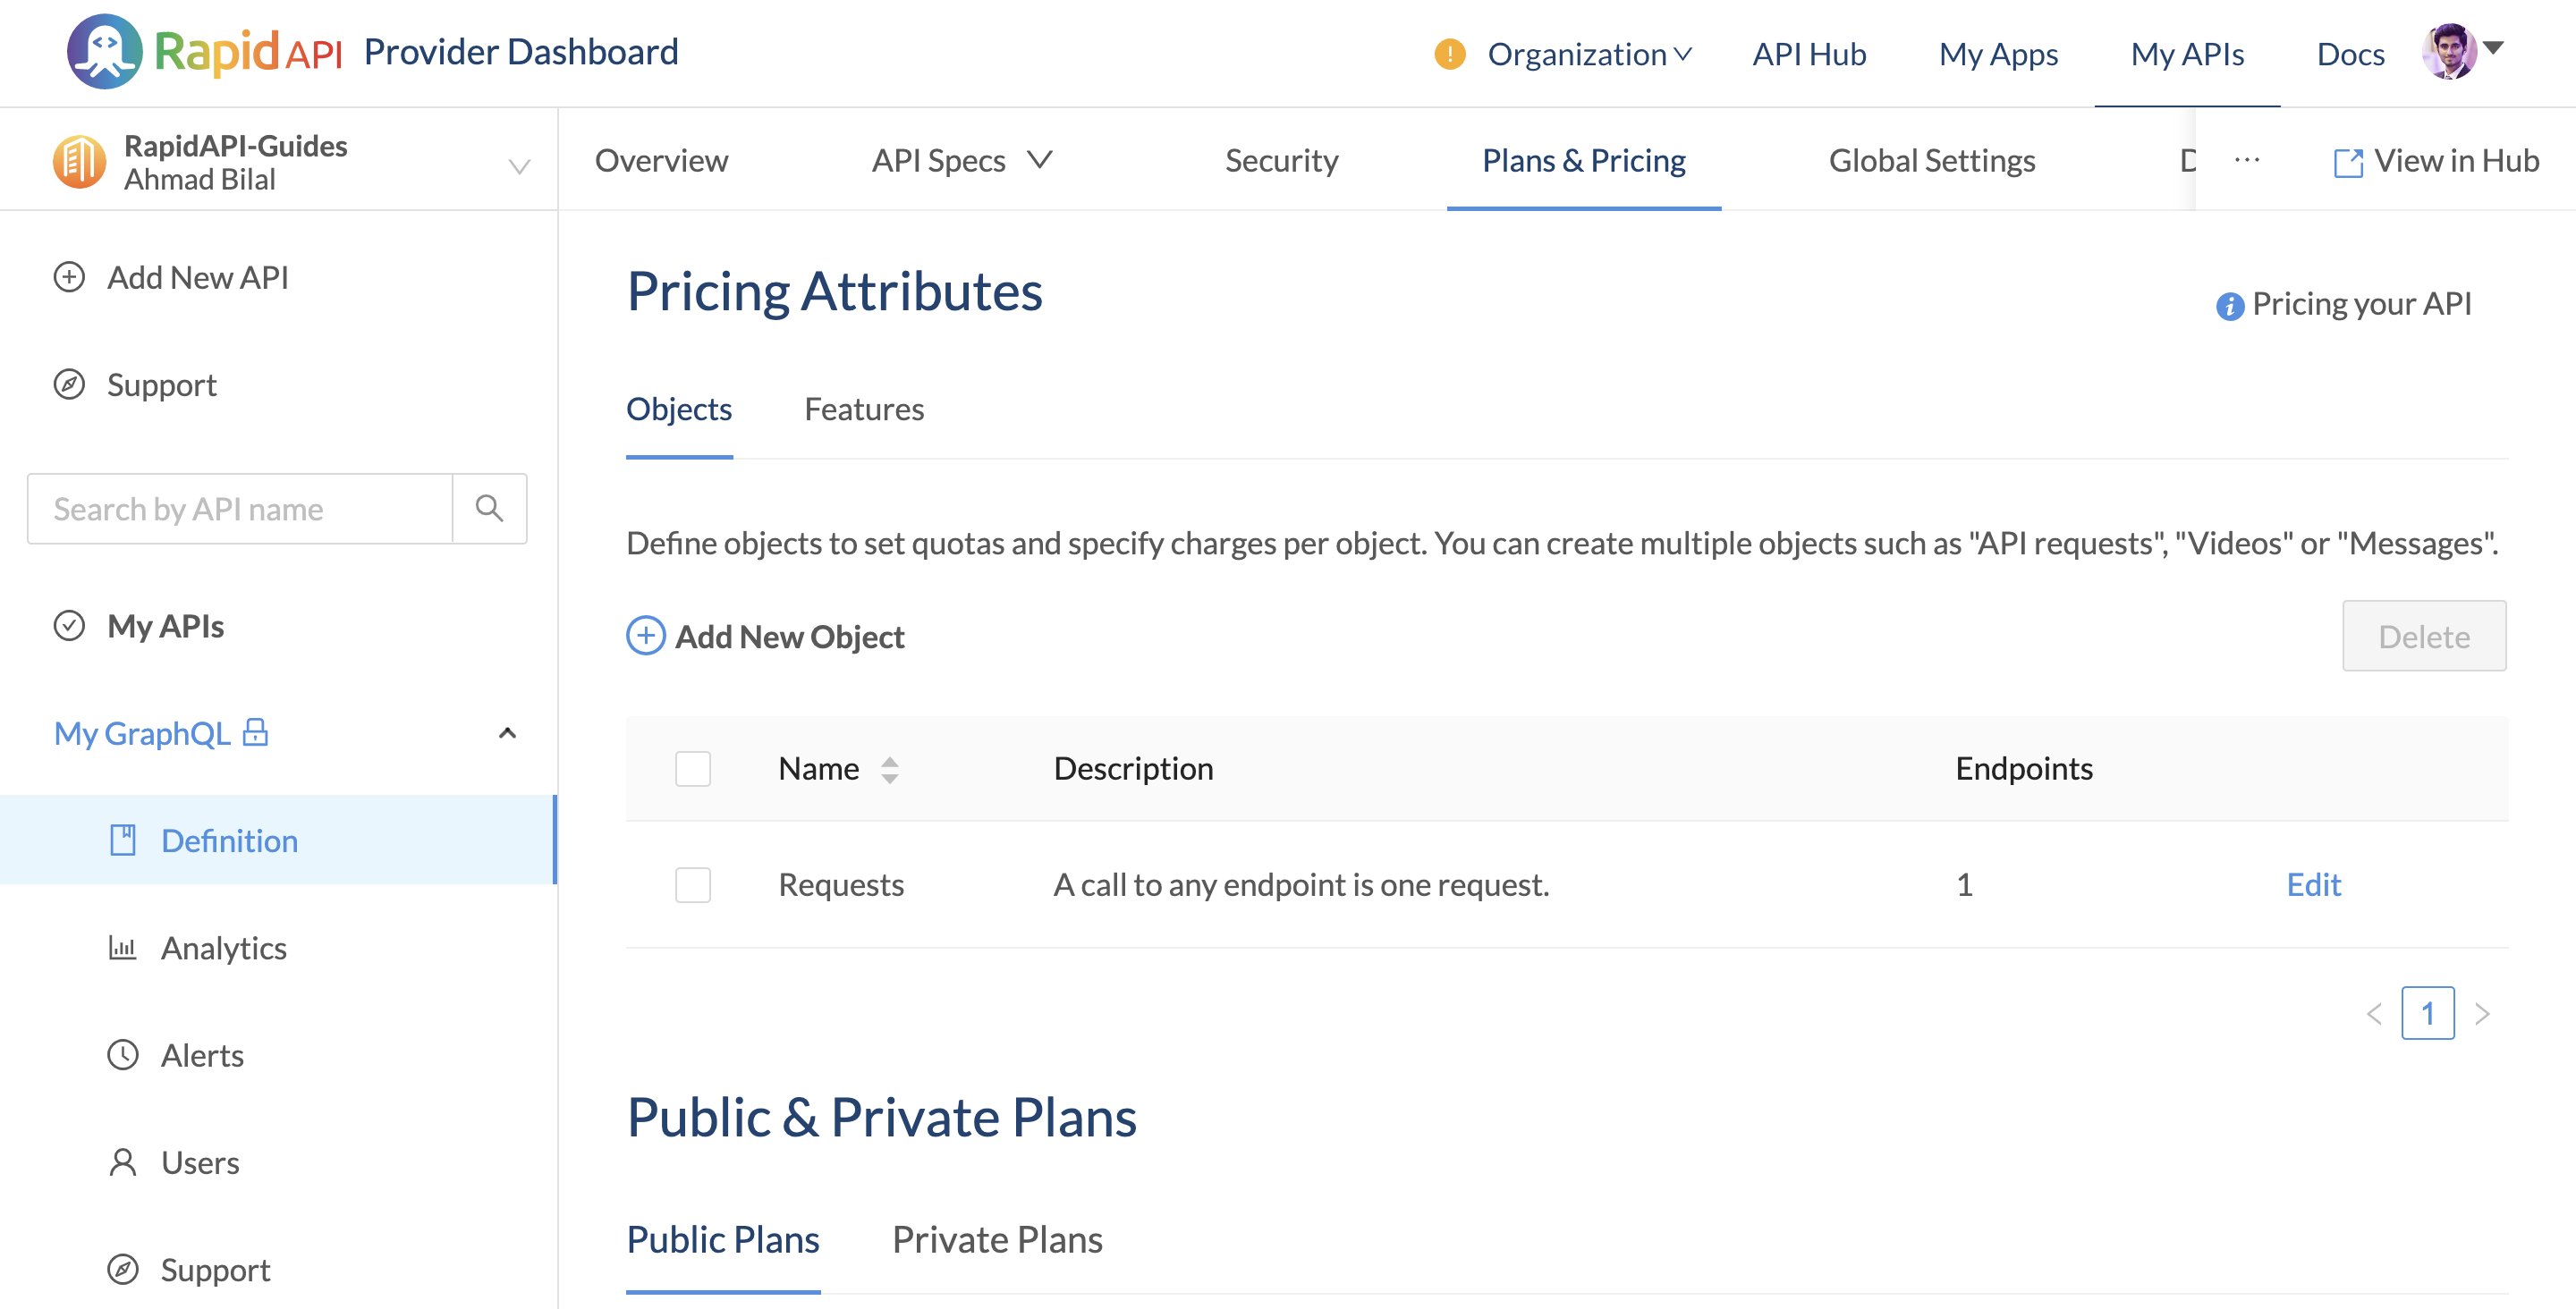 RapidAPI Provider Dashboard
Organization API Hub My Apps My APIs Docs
RapidAPI-Guides
Ahmad Bilal
Overview API Specs Security Plans & Pricing Global Settings D ··· View in Hub
Add New API
Support
Search by API name
My APIs
My GraphQL
Definition
Analytics
Alerts
Users
Support
Pricing Attributes
Pricing your API
Objects Features
Define objects to set quotas and specify charges per object. You can create multiple objects such as "API requests", "Videos" or "Messages".
Add New Object Delete
Name Description Endpoints
Requests A call to any endpoint is one request. 1 Edit
< 1 >
Public & Private Plans
Public Plans Private Plans